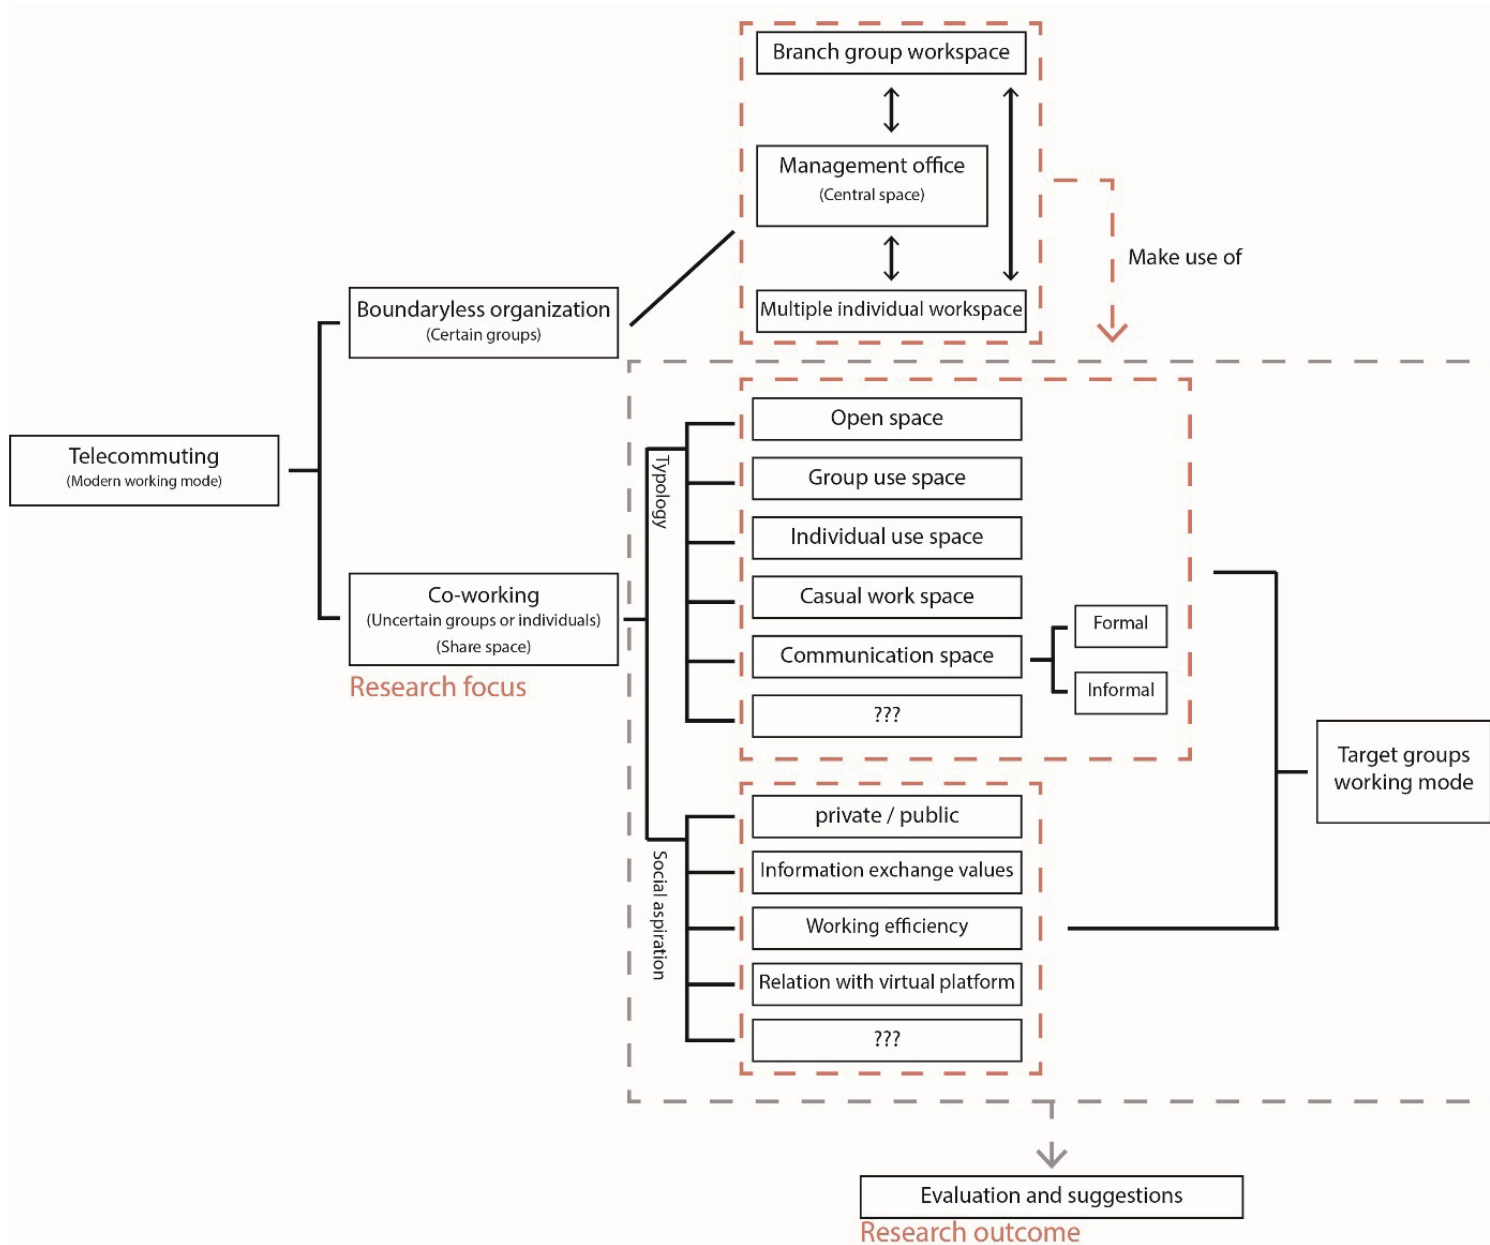 Branch group workspace
Management office
(Central space)
Make use of
Multiple individual workspace
Boundaryless organization
(Certain groups)
Telecommuting
(Modern working mode)
Co-working
(Uncertain groups or individuals)
(Share space)
Research focus
Typology
Open space
Group use space
Individual use space
Casual work space
Communication space
Formal
Informal
???
Social aspiration
private / public
Information exchange values
Working efficiency
Relation with virtual platform
???
Target groups
working mode
Evaluation and suggestions
Research outcome